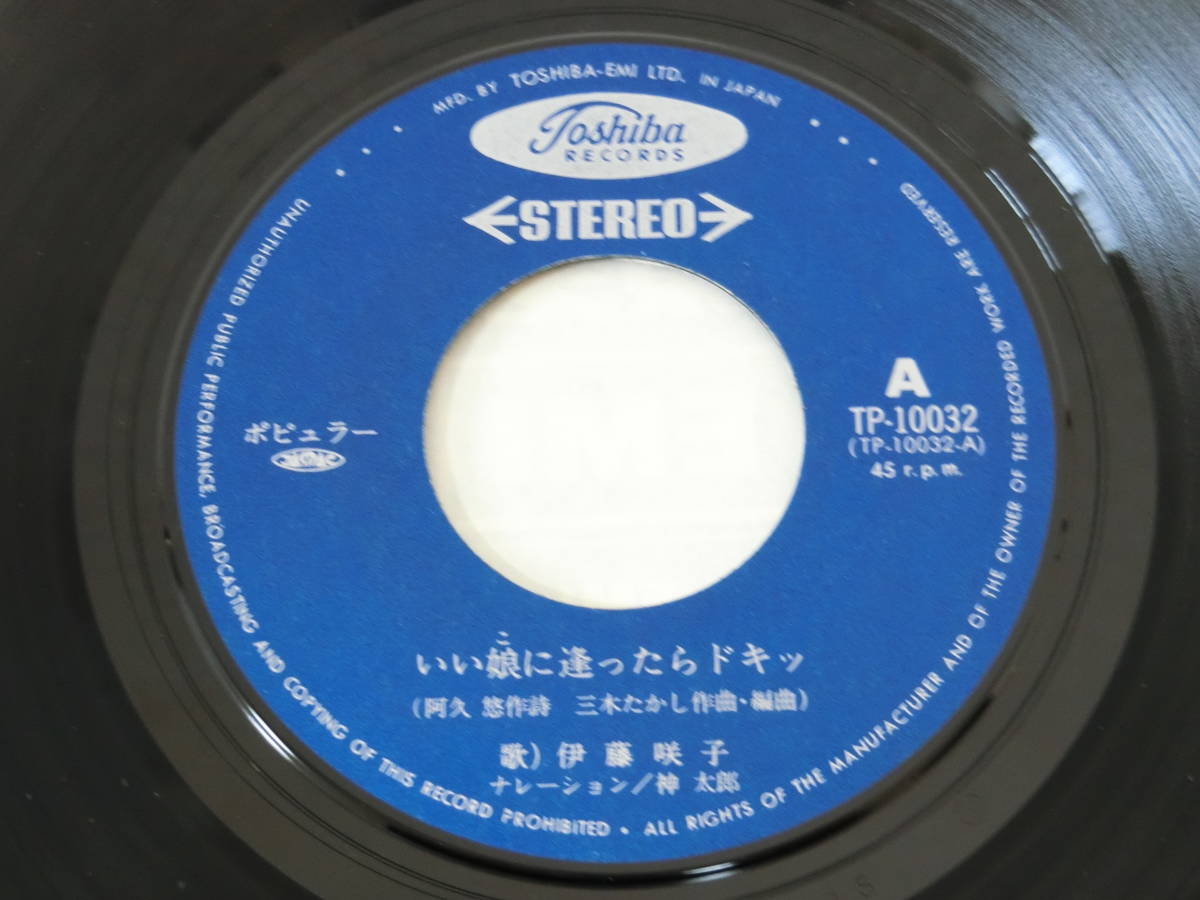 MFD. BY TOSHIBA-EMI LTD. IN JAPAN
Toshiba
RECORDS
STEREO
A
TP-10032
(TP-10032-A)
45 r.p.m.
ポピュラー
こ
いい娘に逢ったらドキッ
(阿久 悠作詩 三木たかし作曲・編曲)
歌) 伊藤咲子
ナレーション/神 太郎
UNAUTHORIZED PUBLIC PERFORMANCE, BROADCASTING AND COPYING OF THIS RECORD PROHIBITED • ALL RIGHTS OF THE MANUFACTURER AND OF THE OWNER OF THE RECORDED WORK ARE RESERVED